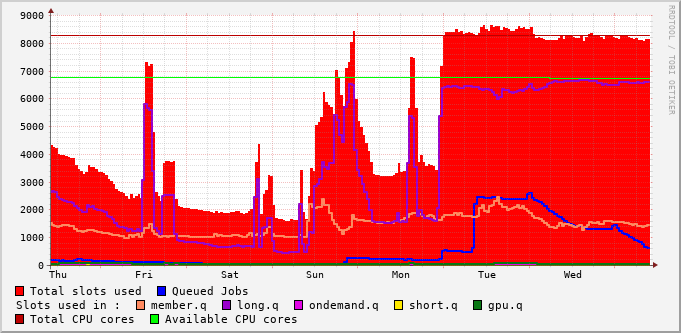 9000
8000
7000
6000
5000
4000
3000
2000
1000
0
Thu Fri Sat Sun Mon Tue Wed
RRDTOOL / TOBI OETIKER
Total slots used Queued Jobs
Slots used in : member.q long.q ondemand.q short.q gpu.q
Total CPU cores Available CPU cores